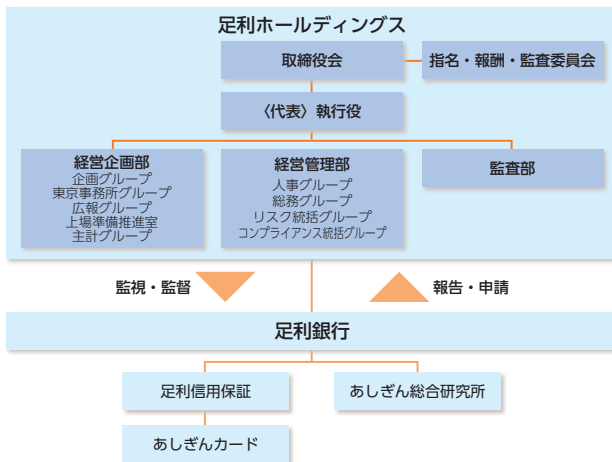 足利ホールディングス
取締役会
指名・報酬・監査委員会
〈代表〉執行役
経営企画部
企画グループ
東京事務所グループ
広報グループ
上場準備推進室
主計グループ
経営管理部
人事グループ
総務グループ
リスク統括グループ
コンプライアンス統括グループ
監査部
監視・監督
報告・申請
足利銀行
足利信用保証
あしぎん総合研究所
あしぎんカード